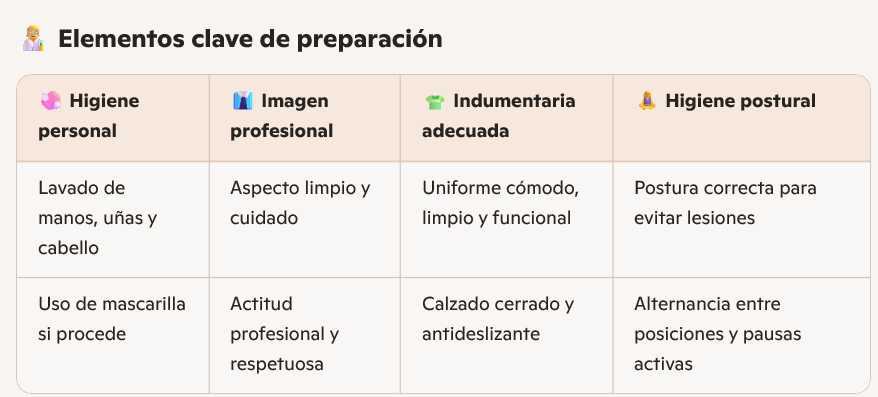 Elementos clave de preparación
Higiene
personal
Imagen
profesional
Indumentaria
adecuada
Higiene postural
Lavado de
manos, uñas y
cabello
Aspecto limpio y
cuidado
Uniforme cómodo,
limpio y funcional
Postura correcta para
evitar lesiones
Uso de mascarilla
si procede
Actitud
profesional y
respetuosa
Calzado cerrado y
antideslizante
Alternancia entre
posiciones y pausas
activas